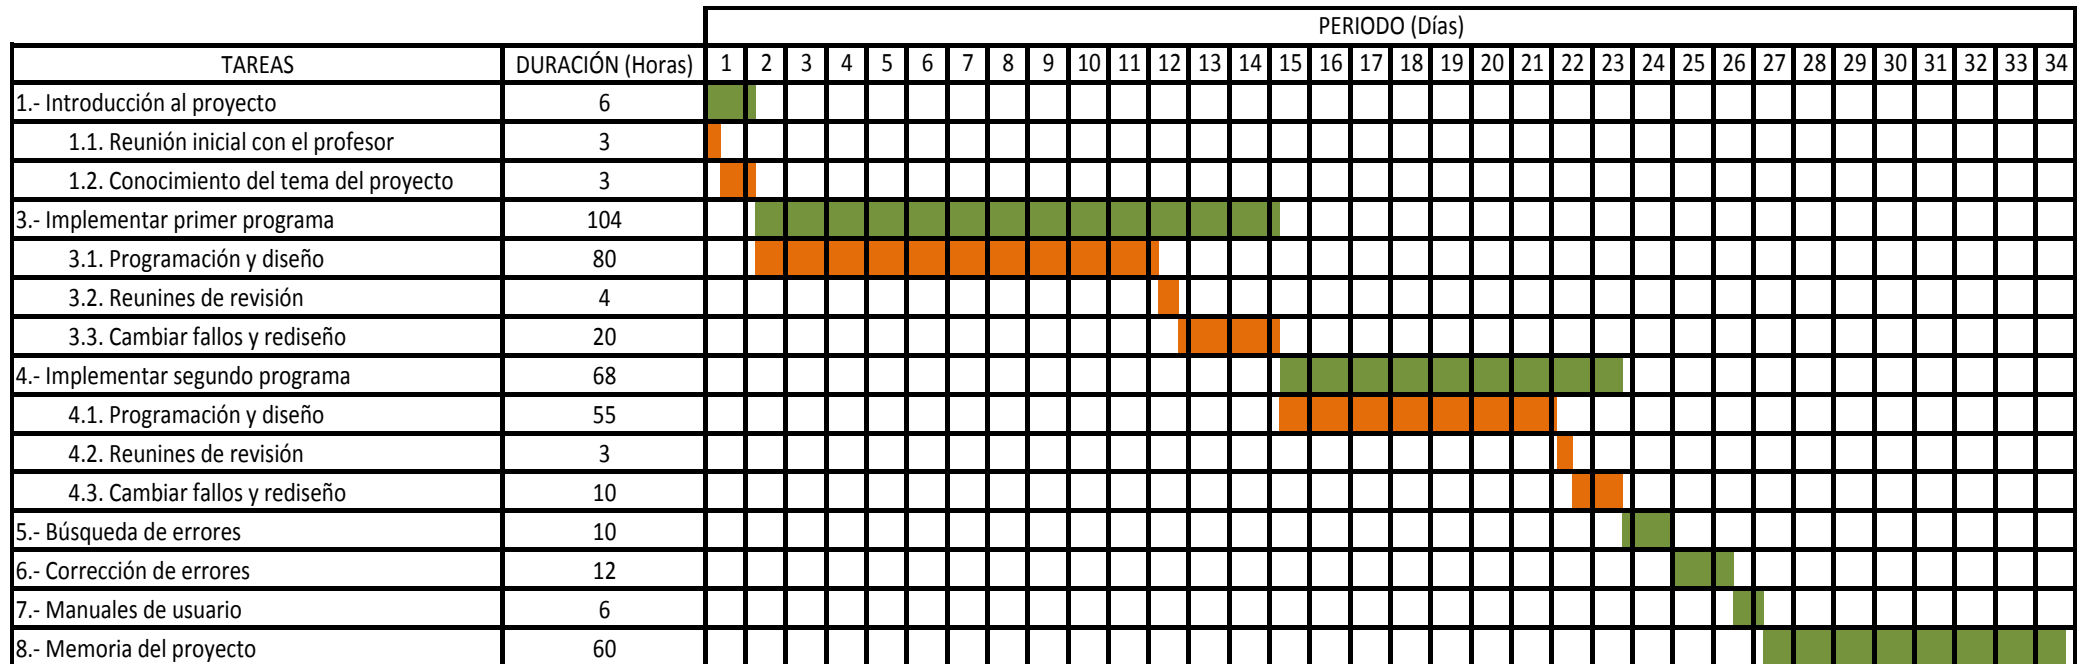 PERIODO (Días)
TAREAS DURACIÓN (Horas) 1 2 3 4 5 6 7 8 9 10 11 12 13 14 15 16 17 18 19 20 21 22 23 24 25 26 27 28 29 30 31 32 33 34
1.- Introducción al proyecto 6
1.1. Reunión inicial con el profesor 3
1.2. Conocimiento del tema del proyecto 3
3.- Implementar primer programa 104
3.1. Programación y diseño 80
3.2. Reunines de revisión 4
3.3. Cambiar fallos y rediseño 20
4.- Implementar segundo programa 68
4.1. Programación y diseño 55
4.2. Reunines de revisión 3
4.3. Cambiar fallos y rediseño 10
5.- Búsqueda de errores 10
6.- Corrección de errores 12
7.- Manuales de usuario 6
8.- Memoria del proyecto 60